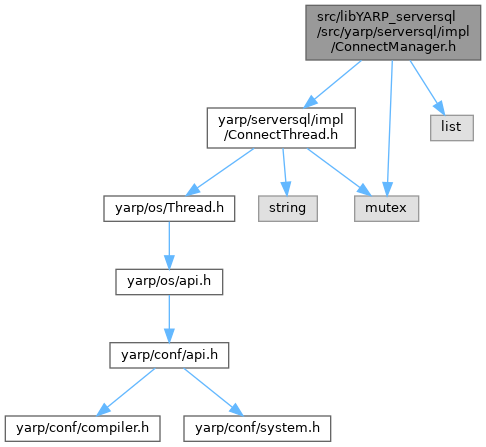 src/libYARP_serversql
/src/yarp/serversql/impl
/ConnectManager.h
yarp/serversql/impl
/ConnectThread.h
list
yarp/os/Thread.h
string
mutex
yarp/os/api.h
yarp/conf/api.h
yarp/conf/compiler.h
yarp/conf/system.h